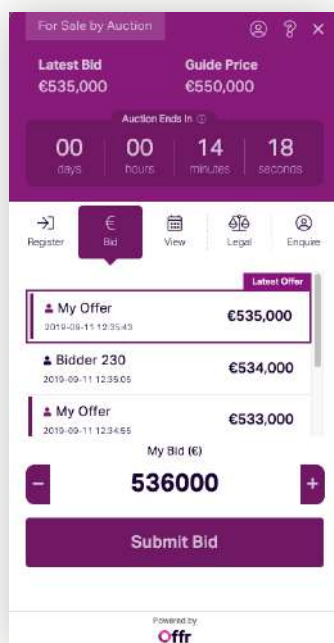 For Sale by Auction
Latest Bid Guide Price
€535,000 €550,000
Auction Ends In
00 00 14 18
days hours minutes seconds
€
Register Bid View Legal Enquire
Latest Offer
My Offer €535,000
2019-09-11 12:35:43
Bidder 230 €534,000
2019-09-11 12:35:05
My Offer €533,000
2019-09-11 12:34:55
My Bid (€)
- 536000 +
Submit Bid
Powered by
Offr